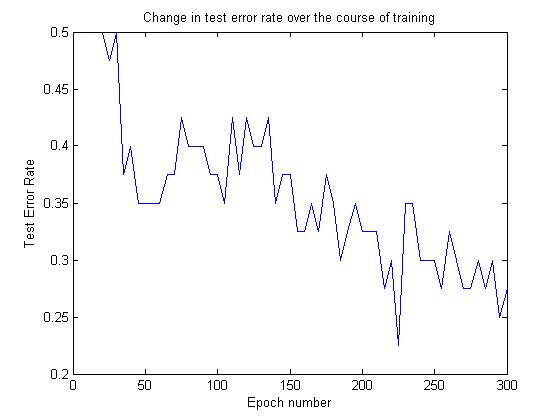 Change in test error rate over the course of training
0.5
0.45
0.4
0.35
0.3
0.25
0.2
Test Error Rate
0 50 100 150 200 250 300
Epoch number